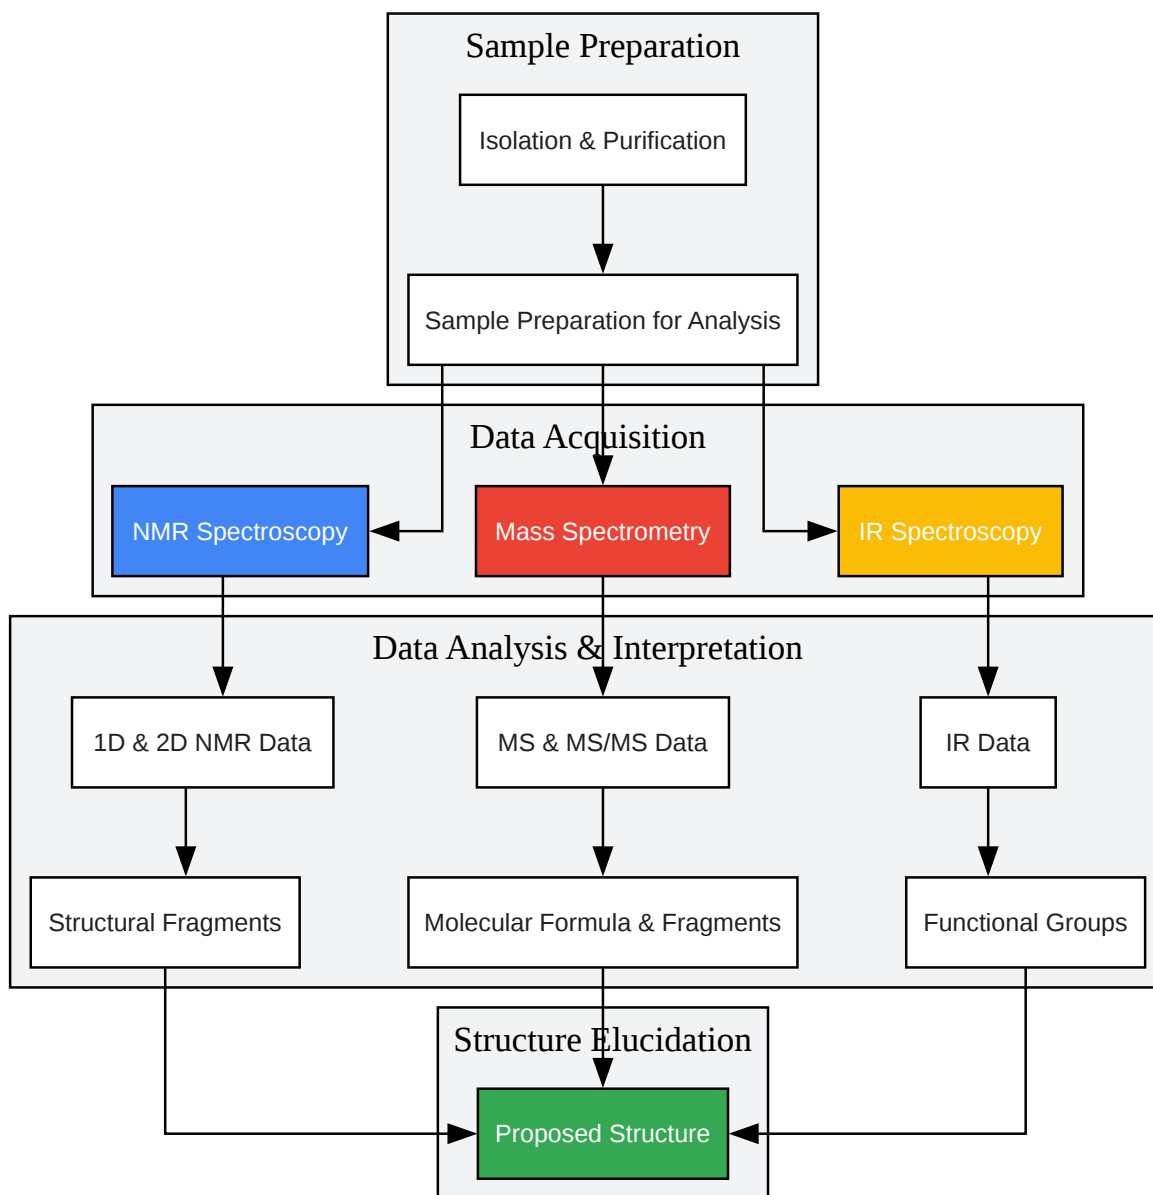 Sample Preparation
Isolation & Purification
Sample Preparation for Analysis
Data Acquisition
NMR Spectroscopy
Mass Spectrometry
IR Spectroscopy
Data Analysis & Interpretation
1D & 2D NMR Data
MS & MS/MS Data
IR Data
Structural Fragments
Molecular Formula & Fragments
Functional Groups
Structure Elucidation
Proposed Structure